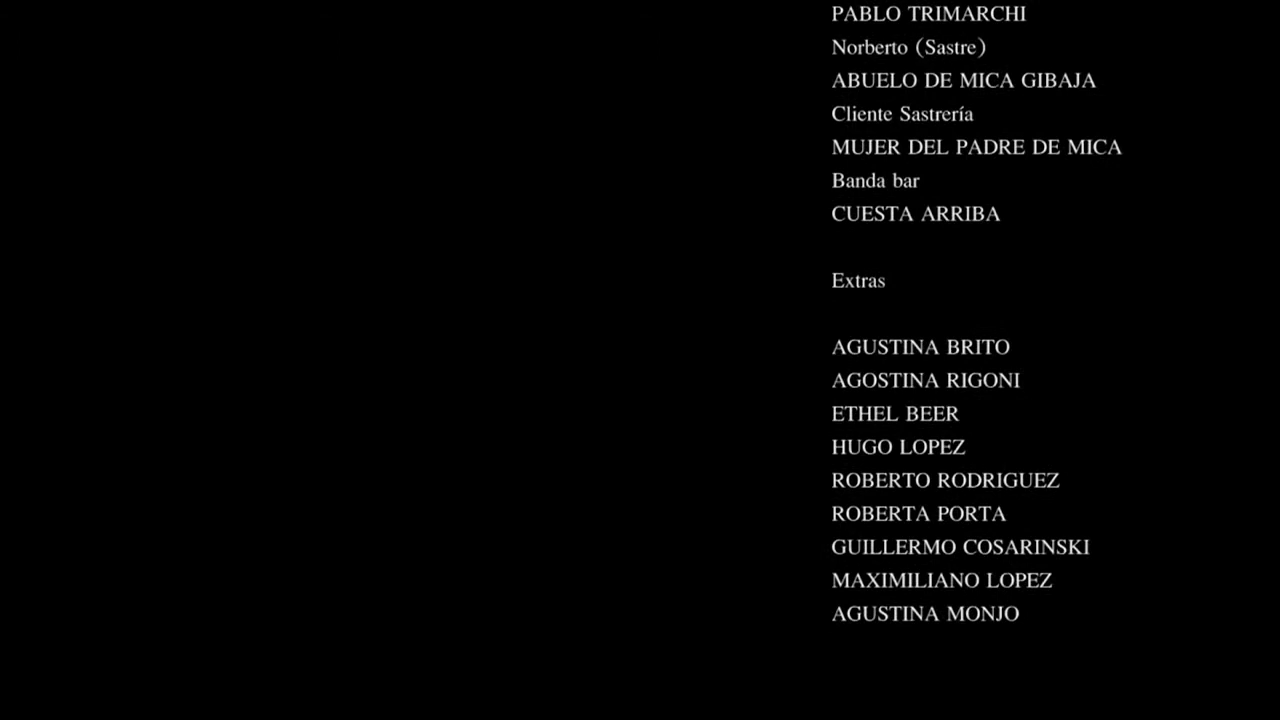 PABLO TRIMARCHI
Norberto (Sastre)
ABUELO DE MICA GIBAJA
Cliente Sastrería
MUJER DEL PADRE DE MICA
Banda bar
CUESTA ARRIBA
Extras
AGUSTINA BRITO
AGOSTINA RIGONI
ETHEL BEER
HUGO LOPEZ
ROBERTO RODRIGUEZ
ROBERTA PORTA
GUILLERMO COSARINSKI
MAXIMILIANO LOPEZ
AGUSTINA MONJO